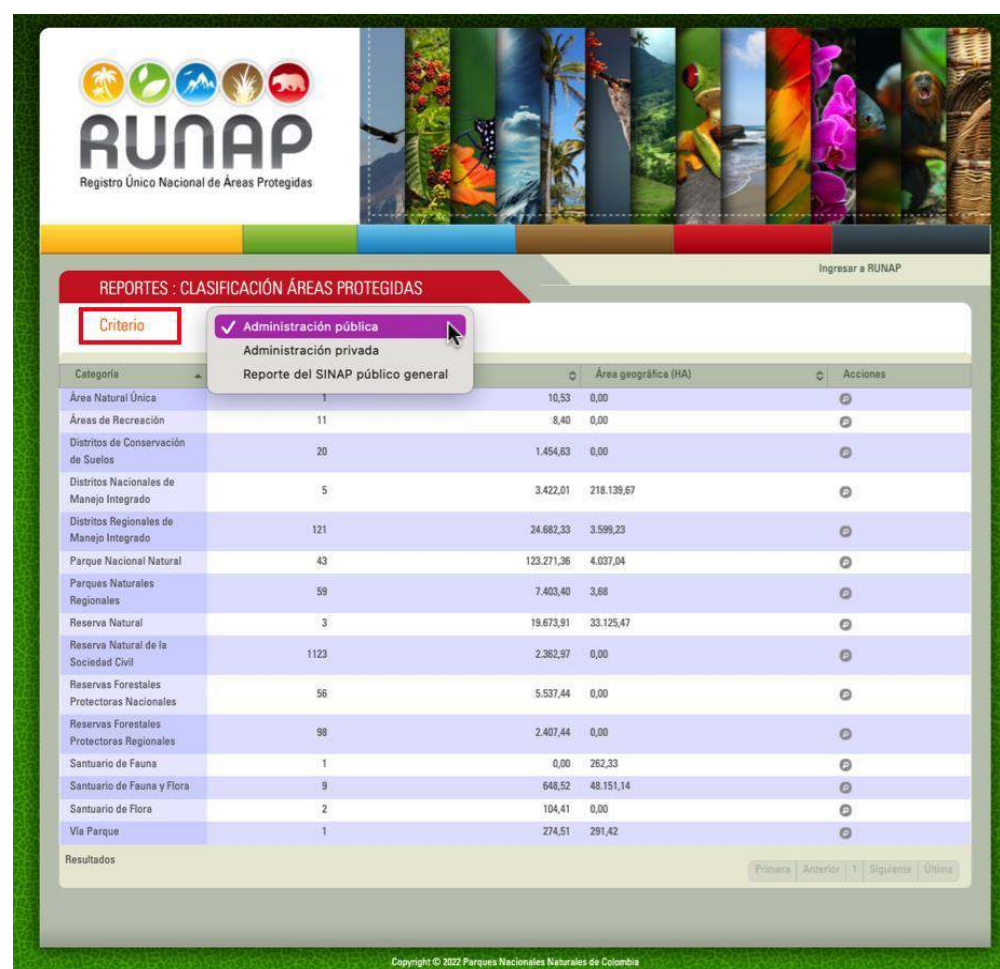 RUNAP
Registro Único Nacional de Áreas Protegidas
Ingresar a RUNAP
REPORTES : CLASIFICACIÓN ÁREAS PROTEGIDAS
Criterio
✓ Administración pública
Administración privada
Reporte del SINAP público general
Categoría Área geográfica (HA) Acciones
Área Natural Única 1 10,53 0,00
Áreas de Recreación 11 8,40 0,00
Distritos de Conservación
de Suelos 20 1.454,63 0,00
Distritos Nacionales de
Manejo Integrado 5 3.422,01 218.139,67
Distritos Regionales de
Manejo Integrado 121 24.682,33 3.599,23
Parque Nacional Natural 43 123.271,36 4.037,04
Parques Naturales
Regionales 59 7.403,40 3,68
Reserva Natural 3 19.673,91 33.125,47
Reserva Natural de la
Sociedad Civil 1123 2.362,97 0,00
Reservas Forestales
Protectoras Nacionales 56 5.537,44 0,00
Reservas Forestales
Protectoras Regionales 98 2.407,44 0,00
Santuario de Fauna 1 0,00 262,33
Santuario de Fauna y Flora 9 648,52 48.151,14
Santuario de Flora 2 104,41 0,00
Vía Parque 1 274,51 291,42
Resultados
Primera Anterior 1 Siguiente Última
Copyright © 2022 Parques Nacionales Naturales de Colombia